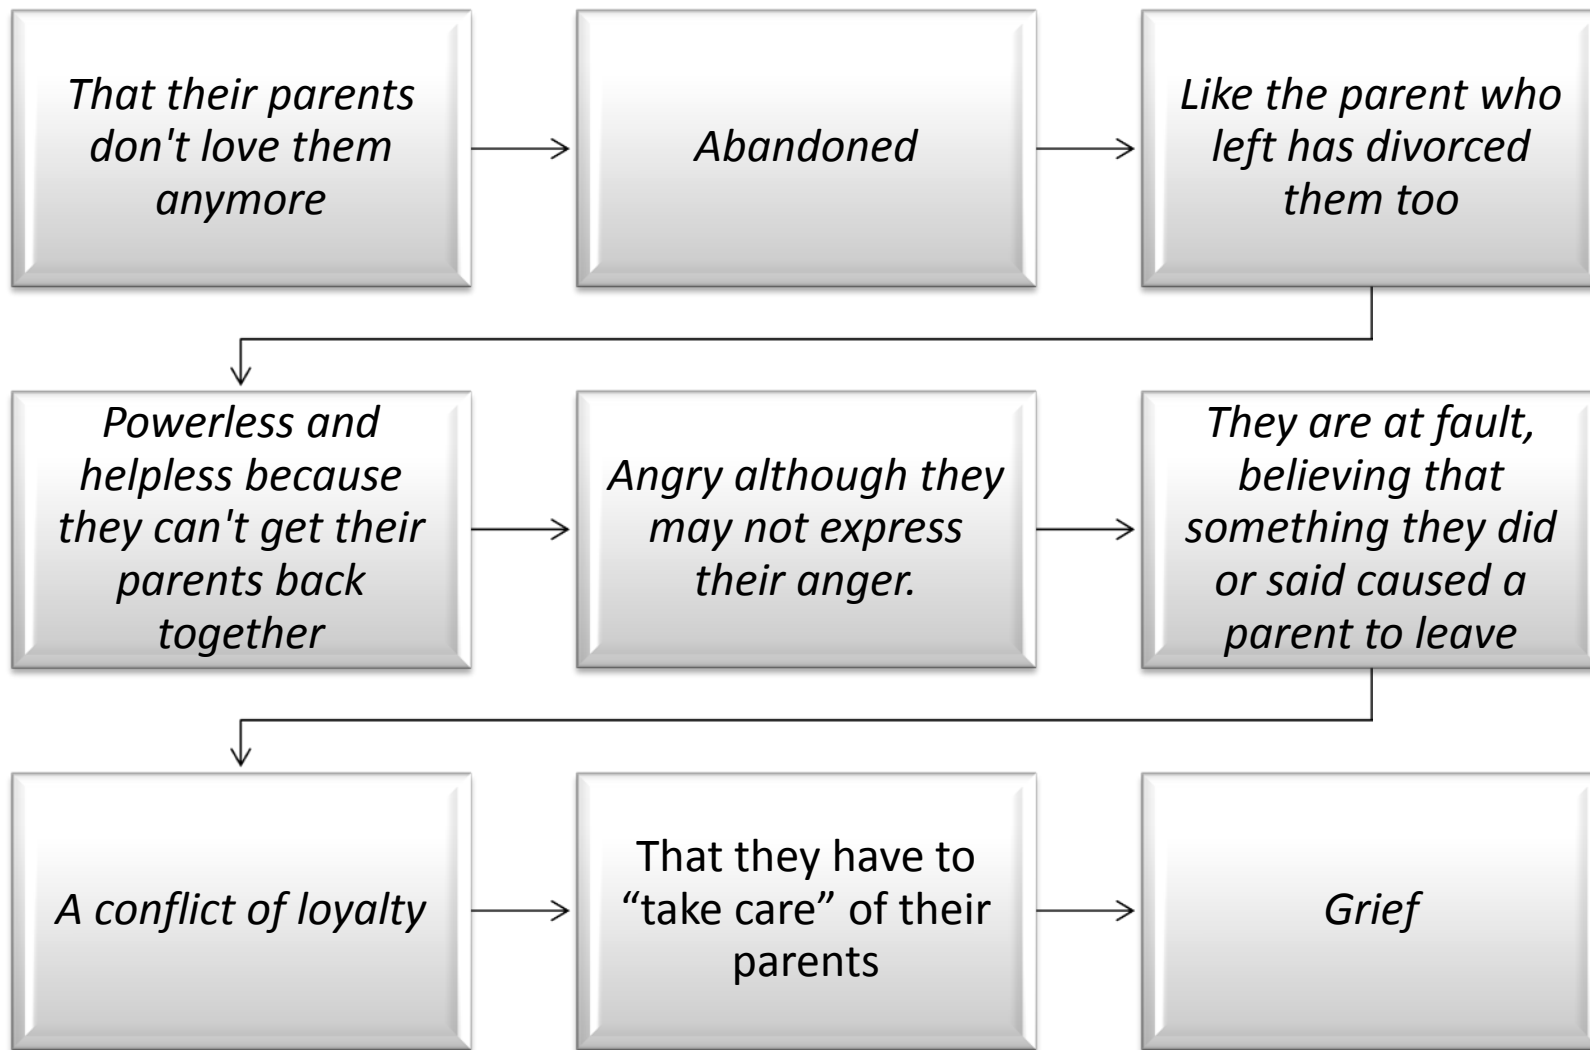 That their parents
don't love them
anymore
Abandoned
Like the parent who
left has divorced
them too
Powerless and
helpless because
they can't get their
parents back
together
Angry although they
may not express
their anger.
They are at fault,
believing that
something they did
or said caused a
parent to leave
A conflict of loyalty
That they have to
“take care” of their
parents
Grief